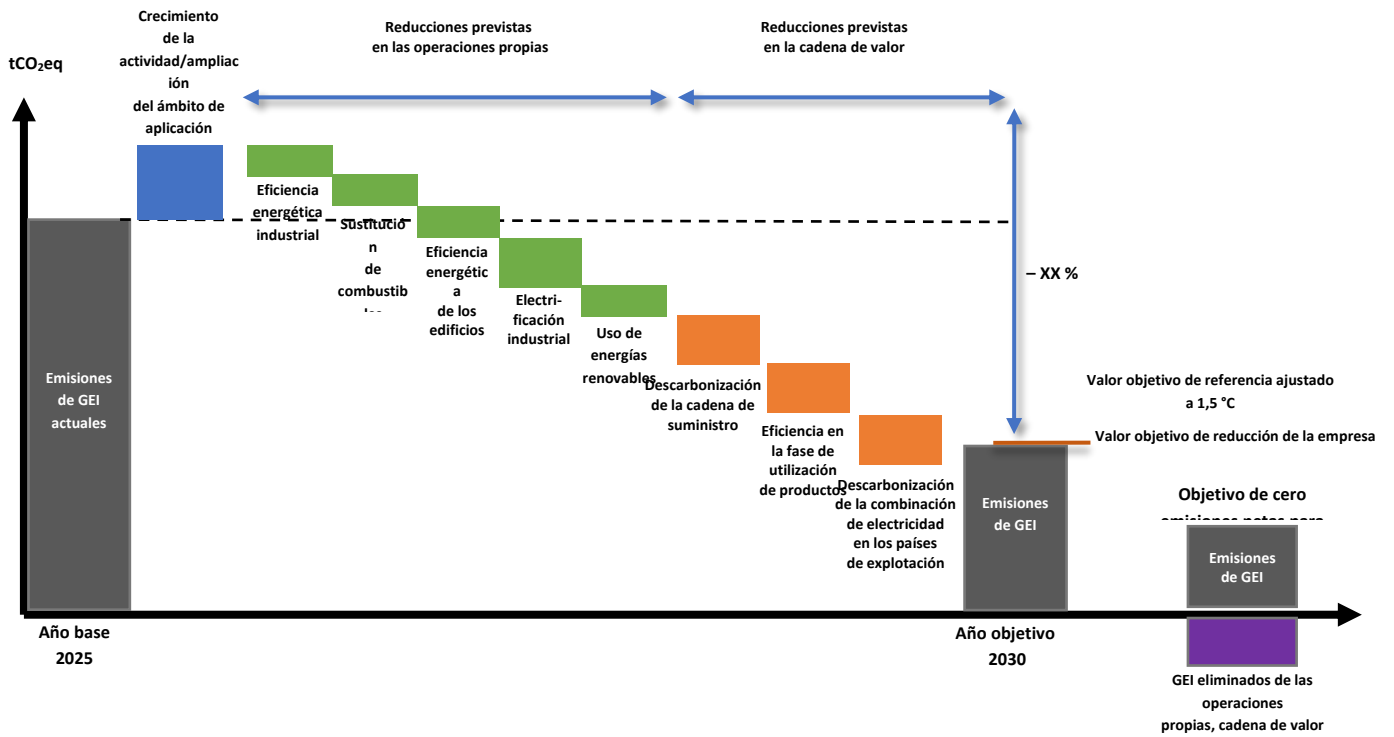 Crecimiento
de la
actividad/ampliac
ión
del ámbito de
aplicación
Reducciones previstas
en las operaciones propias
Reducciones previstas
en la cadena de valor
tCO₂eq
Eficiencia
energética
industrial
Sustitució
n
de
combustib
Eficiencia
energétic
a
de los
edificios
Electri-
ficación
industrial
Uso de
energías
renovables
Descarbonización
de la cadena de
suministro
Eficiencia en
la fase de
utilización
de productos
Descarbonización
de la combinación
de electricidad
en los países
de explotación
– XX %
Valor objetivo de referencia ajustado
a 1,5 °C
Valor objetivo de reducción de la empresa
Emisiones
de GEI
actuales
Emisiones
de GEI
Objetivo de cero
emisiones netas para
Emisiones
de GEI
Año base
2025
Año objetivo
2030
GEI eliminados de las
operaciones
propias, cadena de valor